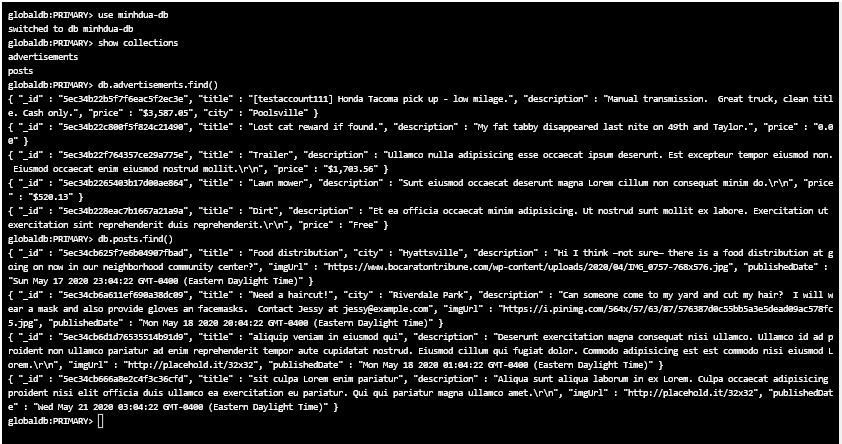 globaldb:PRIMARY> use minhdua-db
switched to db minhdua-db
globaldb:PRIMARY> show collections
advertisements
posts
globaldb:PRIMARY> db.advertisements.find()
{ "_id" : "5ec34b22b5f7f6eac5f2ec3e", "title" : "[testaccount111] Honda Tacoma pick up - low milage.", "description" : "Manual transmission.  Great truck, clean titl
e. Cash only.", "price" : "$3,587.05", "city" : "Poolsville" }
{ "_id" : "5ec34b22c800f5f824c21490", "title" : "Lost cat reward if found.", "description" : "My fat tabby disappeared last nite on 49th and Taylor.", "price" : "0.0
0" }
{ "_id" : "5ec34b22f764357ce29a775e", "title" : "Trailer", "description" : "Ullamco nulla adipisicing esse occaecat ipsum deserunt. Est excepteur tempor eiusmod non.
 Eiusmod occaecat enim eiusmod nostrud mollit.\r\n", "price" : "$1,703.56" }
{ "_id" : "5ec34b2265403b17d00ae864", "title" : "Lawn mower", "description" : "Sunt eiusmod occaecat deserunt magna Lorem cillum non consequat minim do.\r\n", "price
" : "$520.13" }
{ "_id" : "5ec34b228eac7b1667a21a9a", "title" : "Dirt", "description" : "Et ea officia occaecat minim adipisicing. Ut nostrud sunt mollit ex labore. Exercitation ut
exercitation sint reprehenderit duis reprehenderit.\r\n", "price" : "Free" }
globaldb:PRIMARY> db.posts.find()
{ "_id" : "5ec34cb625f7e6b04907fbad", "title" : "Food distribution", "city" : "Hyattsville", "description" : "Hi I think —not sure— there is a food distribution at g
oing on now in our neighborhood community center?", "imgUrl" : "https://www.bocaratontribune.com/wp-content/uploads/2020/04/IMG_0757-768x576.jpg", "publishedDate" :
"Sun May 17 2020 23:04:22 GMT-0400 (Eastern Daylight Time)" }
{ "_id" : "5ec34cb6a611ef690a38dc09", "title" : "Need a haircut!", "city" : "Riverdale Park", "description" : "Can someone come to my yard and cut my hair?  I will w
ear a mask and also provide gloves an facemasks.  Contact Jessy at jessy@example.com", "imgUrl" : "https://i.pinimg.com/564x/57/63/87/576387d0c55bb5a3e5dead09ac578fc
5.jpg", "publishedDate" : "Mon May 18 2020 20:04:22 GMT-0400 (Eastern Daylight Time)" }
{ "_id" : "5ec34cb6d1d76535514b91d9", "title" : "aliquip veniam in eiusmod qui", "description" : "Deserunt exercitation magna consequat nisi ullamco. Ullamco id ad p
roident non ullamco pariatur ad enim reprehenderit tempor aute cupidatat nostrud. Eiusmod cillum qui fugiat dolor. Commodo adipisicing est est commodo nisi eiusmod L
orem.\r\n", "imgUrl" : "http://placehold.it/32x32", "publishedDate" : "Mon May 18 2020 01:04:22 GMT-0400 (Eastern Daylight Time)" }
{ "_id" : "5ec34cb666a8e2c4f3c36cfd", "title" : "sit culpa Lorem enim pariatur", "description" : "Aliqua sunt aliqua laborum in ex Lorem. Culpa occaecat adipisicing
proident nisi elit officia duis ullamco ea exercitation eu pariatur. Qui qui pariatur magna ullamco amet.\r\n", "imgUrl" : "http://placehold.it/32x32", "publishedDat
e" : "Wed May 21 2020 03:04:22 GMT-0400 (Eastern Daylight Time)" }
globaldb:PRIMARY>